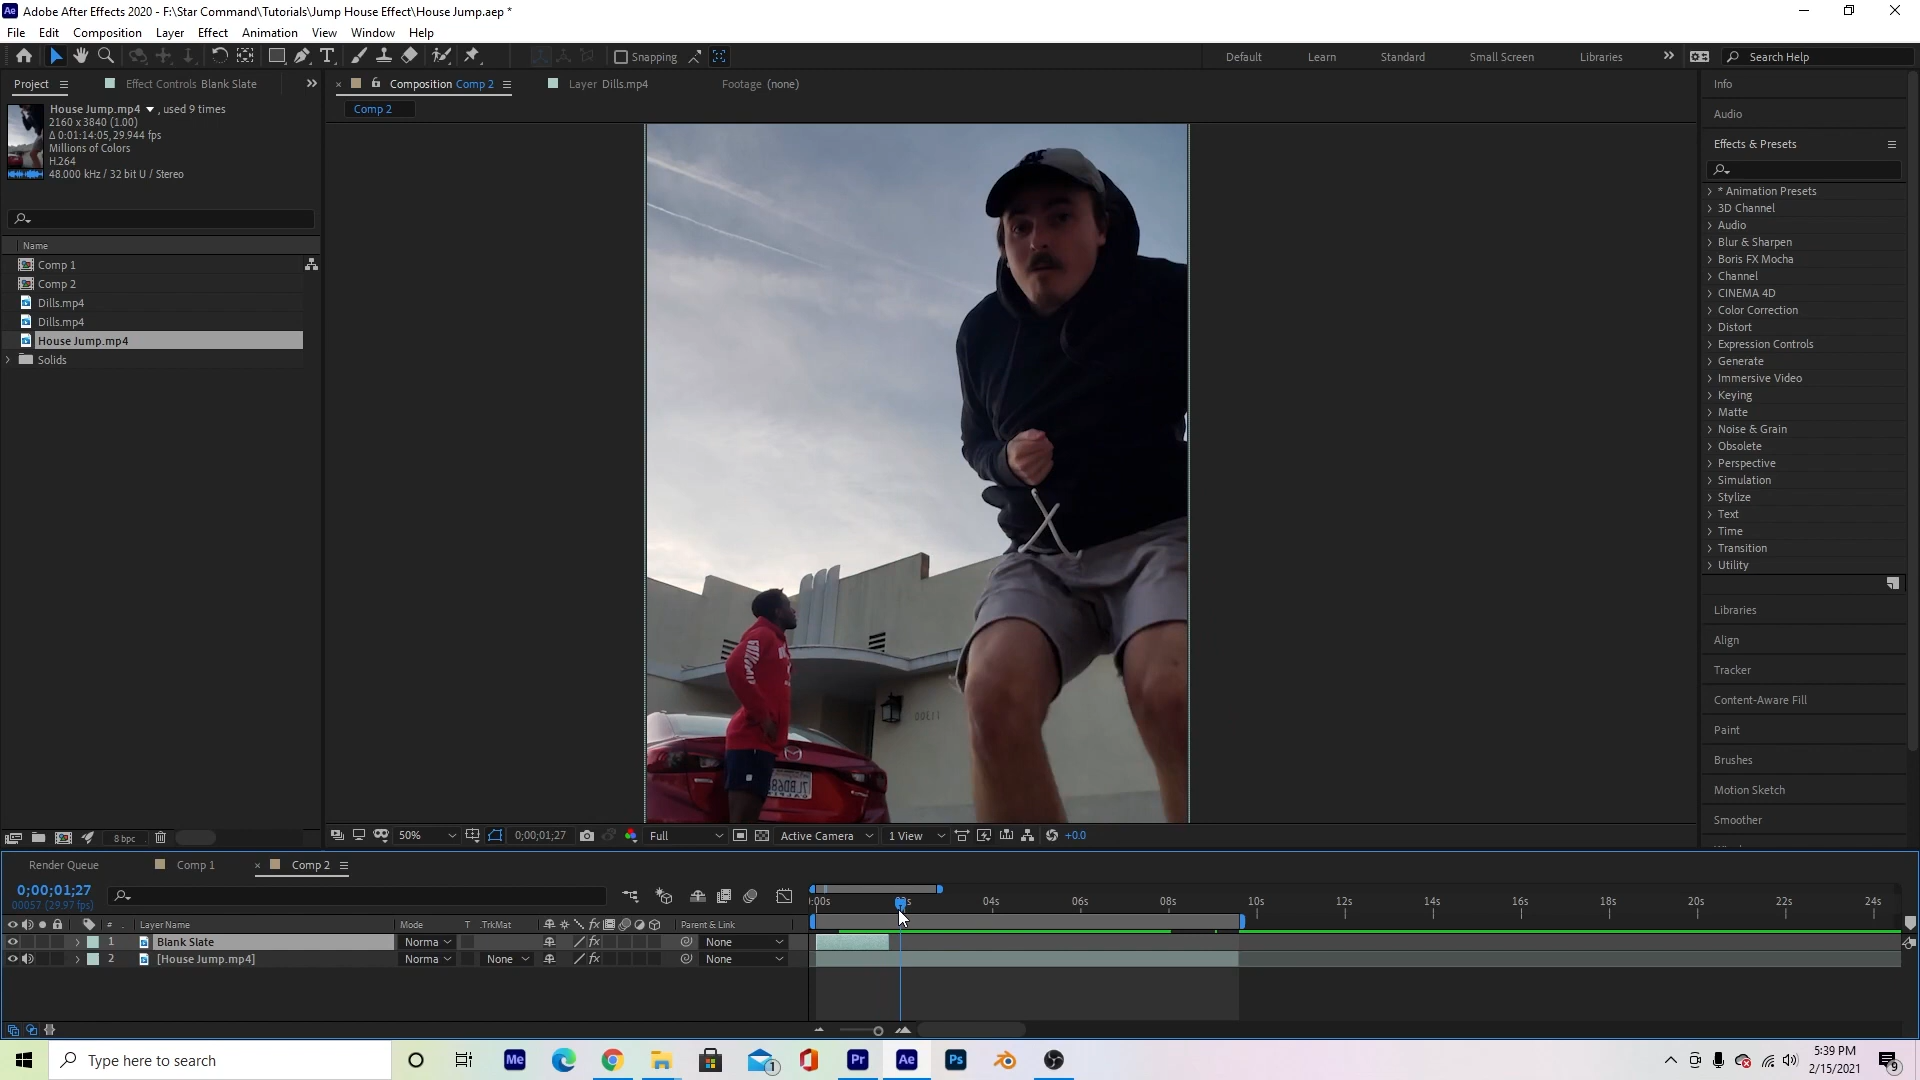 Adobe After Effects 2020 - F:\Star Command\Tutorials\Jump House Effect\House Jump.aep *
File Edit Composition Layer Effect Animation View Window Help
Snapping Default Learn Standard Small Screen Libraries Search Help
Project Effect Controls Blank Slate Composition Comp 2 Layer Dills.mp4 Footage (none)
Comp 2
House Jump.mp4 , used 9 times
2160 x 3840 (1.00)
Δ 0:01:14:05, 29.944 fps
Millions of Colors
H.264
48.000 kHz / 32 bit U / Stereo
Name
Comp 1
Comp 2
Dills.mp4
Dills.mp4
House Jump.mp4
Solids
Info
Audio
Effects & Presets
* Animation Presets
3D Channel
Audio
Blur & Sharpen
Boris FX Mocha
Channel
CINEMA 4D
Color Correction
Distort
Expression Controls
Generate
Immersive Video
Keying
Matte
Noise & Grain
Obsolete
Perspective
Simulation
Stylize
Text
Time
Transition
Utility
Libraries
Align
Tracker
Content-Aware Fill
Paint
Brushes
Motion Sketch
Smoother
8 bpc 50% 0;00;01;27 Full Active Camera 1 View +0.0
Render Queue Comp 1 Comp 2
0;00;01;27
00057 (29.97 fps)
04s 06s 08s 10s 12s 14s 16s 18s 20s 22s 24s
# Layer Name Mode T .TrkMat Parent & Link
1 Blank Slate Norma None
2 [House Jump.mp4] Norma None None
Type here to search
5:39 PM
2/15/2021